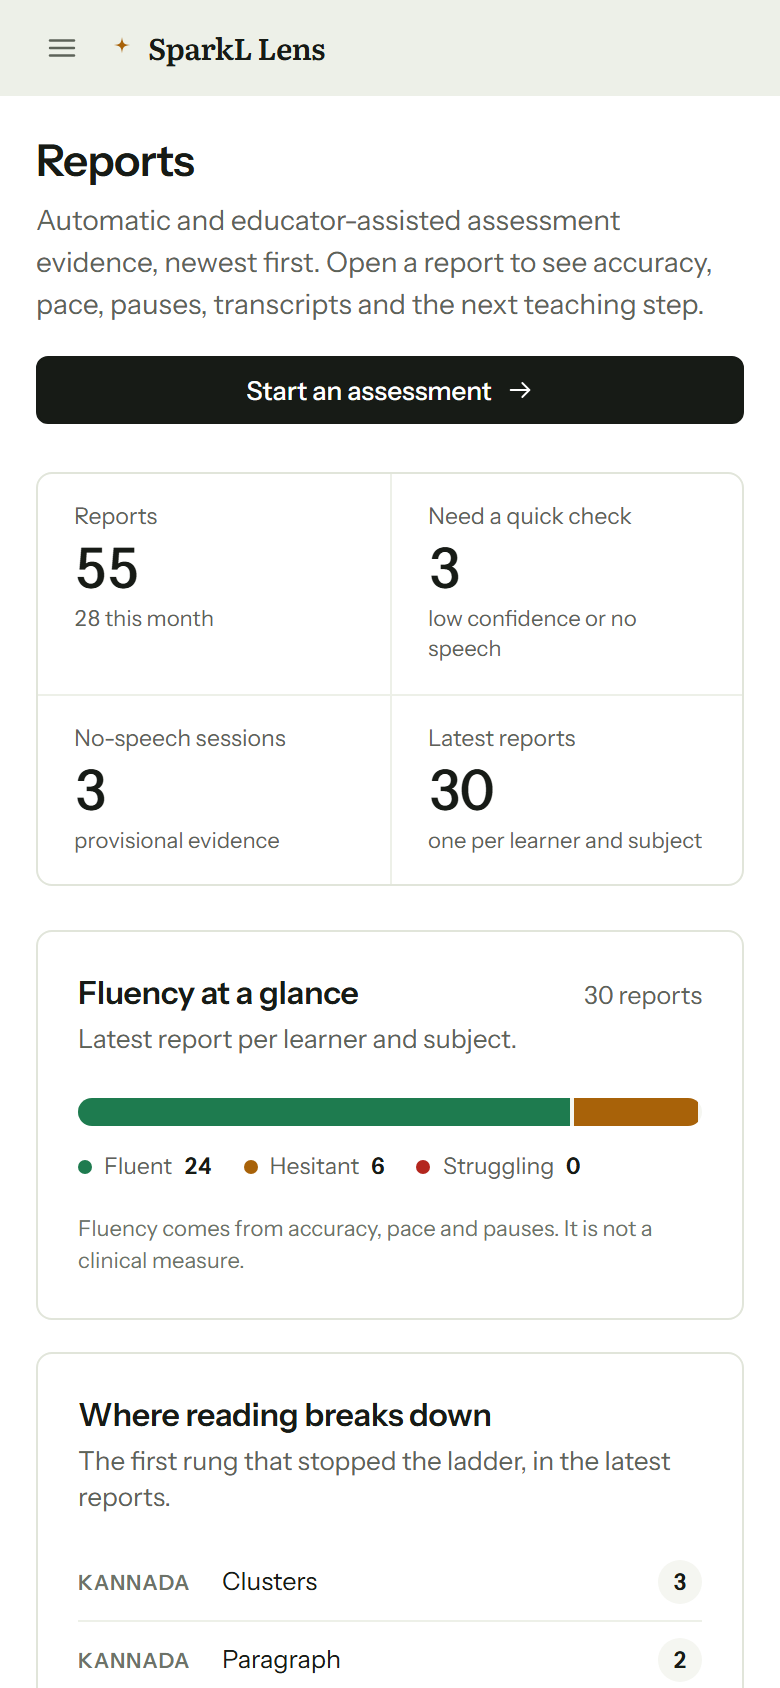 SparkL Lens
Reports
Automatic and educator-assisted assessment
evidence, newest first. Open a report to see accuracy,
pace, pauses, transcripts and the next teaching step.
Start an assessment →
Reports
55
28 this month
Need a quick check
3
low confidence or no
speech
No-speech sessions
3
provisional evidence
Latest reports
30
one per learner and subject
Fluency at a glance
30 reports
Latest report per learner and subject.
Fluent 24 Hesitant 6 Struggling 0
Fluency comes from accuracy, pace and pauses. It is not a
clinical measure.
Where reading breaks down
The first rung that stopped the ladder, in the latest
reports.
KANNADA Clusters 3
KANNADA Paragraph 2